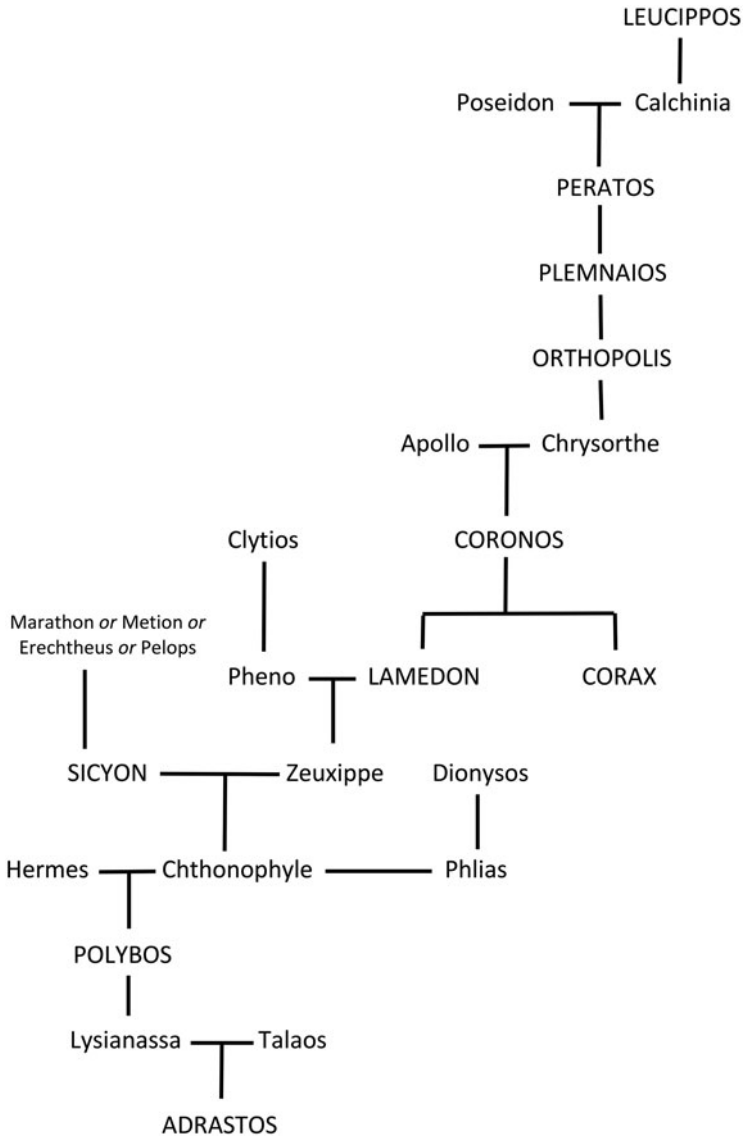 LEUCIPPOS
Poseidon Calchinia
PERATOS
PLEMNAIOS
ORTHOPOLIS
Apollo Chrysorthe
Clytios CORONOS
Marathon or Metion or
Erechtheus or Pelops
Pheno LAMEDON CORAX
SICYON Zeuxippe Dionysos
Hermes Chthonophyle Phlias
POLYBOS
Lysianassa Talaos
ADRASTOS